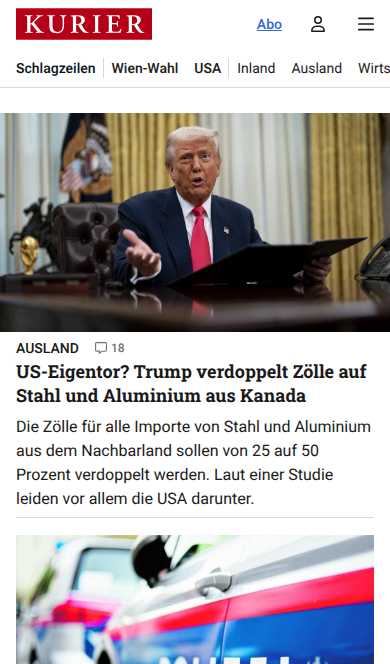 KURIER
Abo
Schlagzeilen
Wien-Wahl
USA
Inland
Ausland
Wirts
AUSLAND
18
US-Eigentor? Trump verdoppelt Zölle auf
Stahl und Aluminium aus Kanada
Die Zölle für alle Importe von Stahl und Aluminium
aus dem Nachbarland sollen von 25 auf 50
Prozent verdoppelt werden. Laut einer Studie
leiden vor allem die USA darunter.